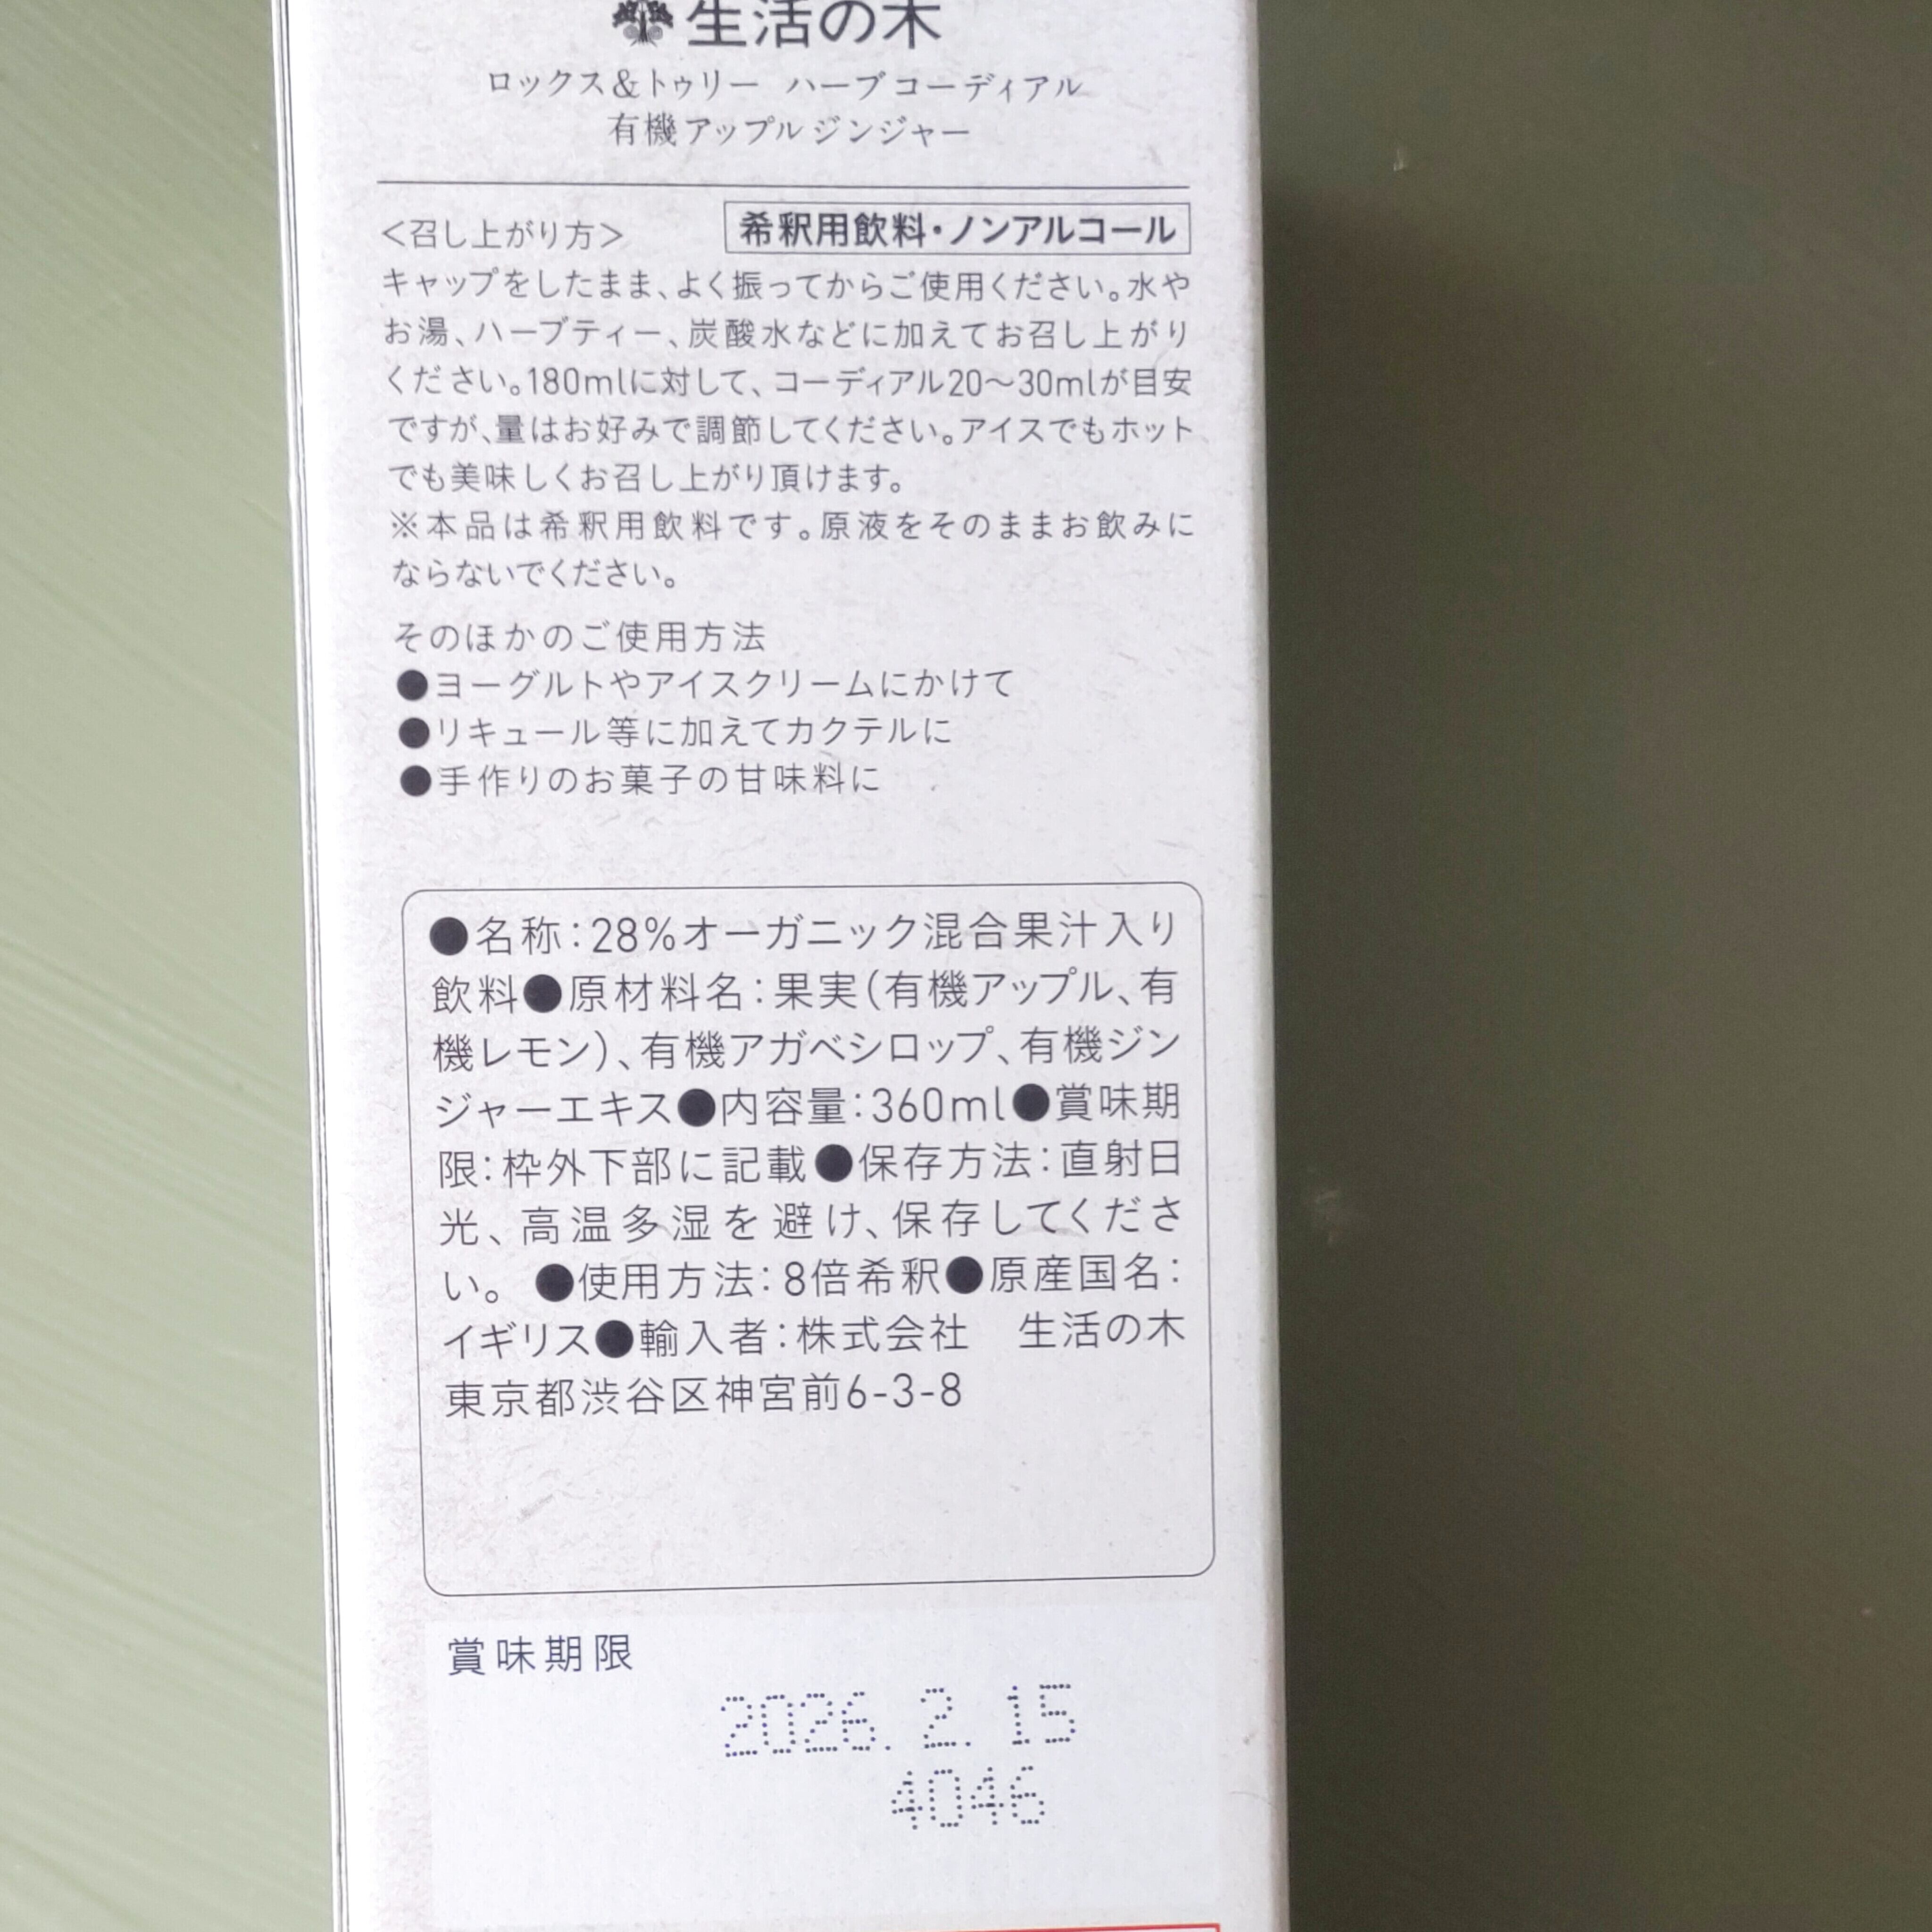 生活の木
ロックス&トゥリー ハーブコーディアル
有機アップルジンジャー
<召し上がり方> 希釈用飲料・ノンアルコール
キャップをしたまま、よく振ってからご使用ください。水や
お湯、ハーブティー、炭酸水などに加えてお召し上がり
ください。180mlに対して、コーディアル20〜30mlが目安
ですが、量はお好みで調節してください。アイスでもホット
でも美味しくお召し上がり頂けます。
※本品は希釈用飲料です。原液をそのままお飲みに
ならないでください。
そのほかのご使用方法
●ヨーグルトやアイスクリームにかけて
●リキュール等に加えてカクテルに
●手作りのお菓子の甘味料に
●名称:28%オーガニック混合果汁入り
飲料●原材料名:果実(有機アップル、有
機レモン)、有機アガベシロップ、有機ジン
ジャーエキス●内容量:360ml●賞味期
限:枠外下部に記載●保存方法:直射日
光、高温多湿を避け、保存してくださ
い。 ●使用方法:8倍希釈●原産国名:
イギリス●輸入者:株式会社 生活の木
東京都渋谷区神宮前6-3-8
賞味期限
2026. 2. 15
4046